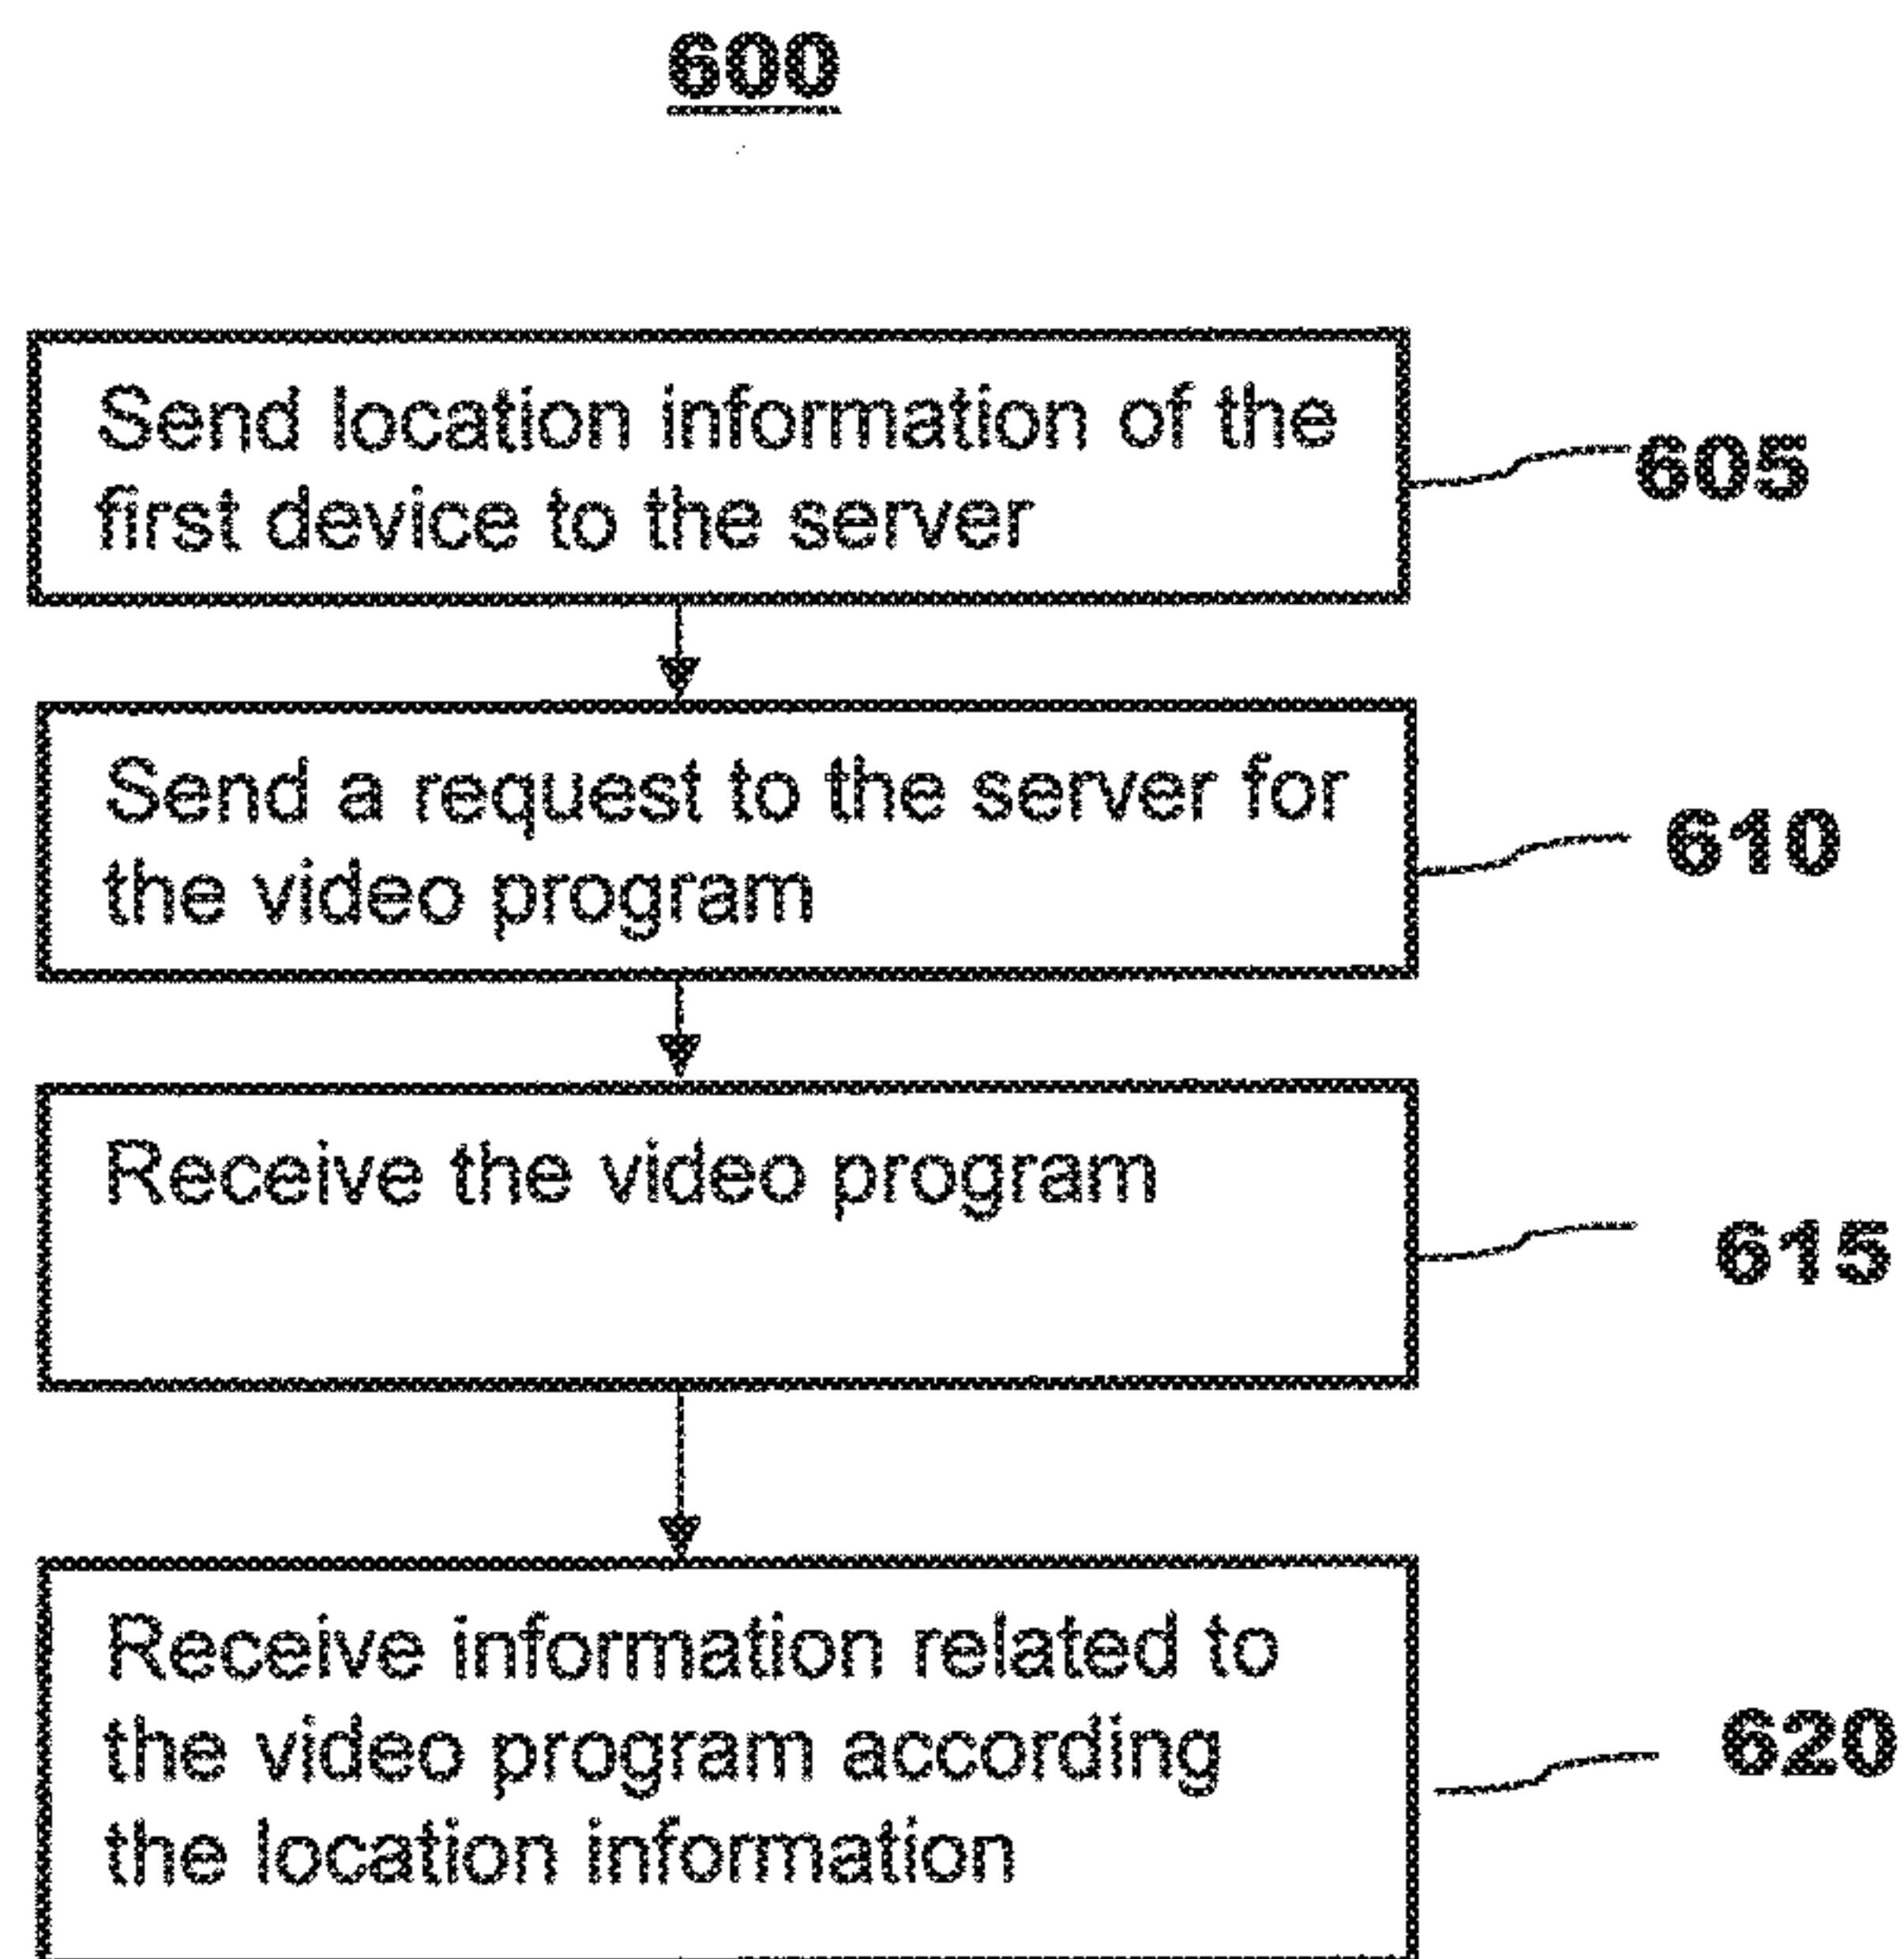 600
Send location information of the
first device to the server
605
Send a request to the server for
the video program
610
Receive the video program
615
Receive information related to
the video program according
the location information
620